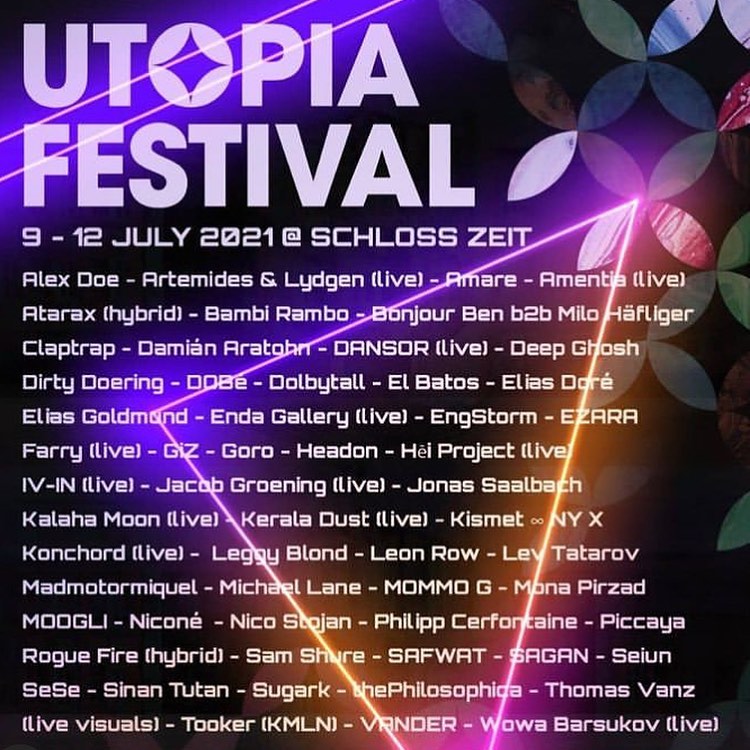 UTOPIA
FESTIVAL
9 - 12 JULY 2021 @ SCHLOSS ZEIT
Alex Doe - Artemides & Lydgen (live) - Amare - Amentia (live)
Atarax (hybrid) - Bambi Rambo - Bonjour Ben b2b Milo Häfliger
Claptrap - Damián Aratohn - DANSOR (live) - Deep Ghosh
Dirty Doering - DOBé - Dolbytall - El Batos - Elias Doré
Elias Goldmund - Enda Gallery (live) - EngStorm - EZARA
Farry (live) - GiZ - Goro - Headon - Hēi Project (live)
IV-IN (live) - Jacob Groening (live) - Jonas Saalbach
Kalaha Moon (live) - Kerala Dust (live) - Kismet ∞ NY X
Konchord (live) - Leggy Blond - Leon Row - Lev Tatarov
Madmotormiquel - Michael Lane - MOMMO G - Mona Pirzad
MOOGLI - Niconé - Nico Stojan - Philipp Cerfontaine - Piccaya
Rogue Fire (hybrid) - Sam Shure - SAFWAT - SAGAN - Seiun
SeSe - Sinan Tutan - Sugark - thePhilosophica - Thomas Vanz
(live visuals) - Tooker (KMLN) - VANDER - Wowa Barsukov (live)